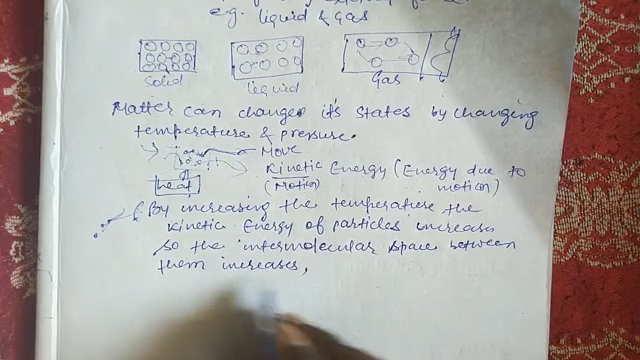 e.g. Liquid & Gas
Solid
Liquid
Gas
Matter can change it's states by changing
temperature & pressure.
Move
Kinetic Energy (Energy due to
heat
(Motion)
motion)
(By increasing the temperature the
Kinetic Energy of particles increases
so the intermolecular space between
them increases,